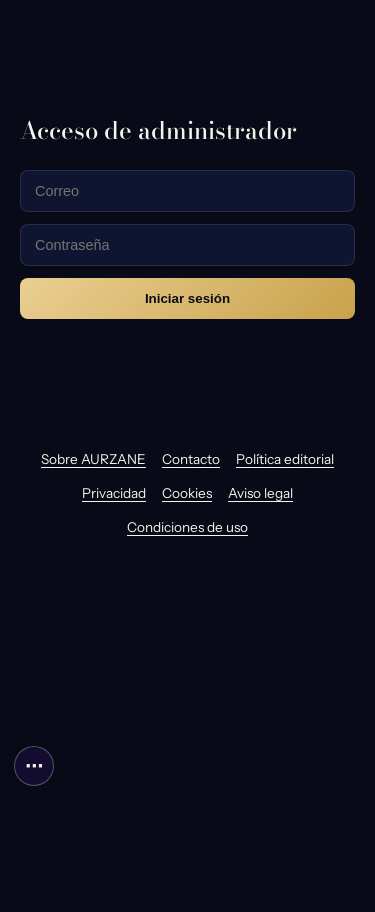 Acceso de administrador
Correo
Contraseña
Iniciar sesión
Sobre AURZANE Contacto Política editorial
Privacidad Cookies Aviso legal
Condiciones de uso